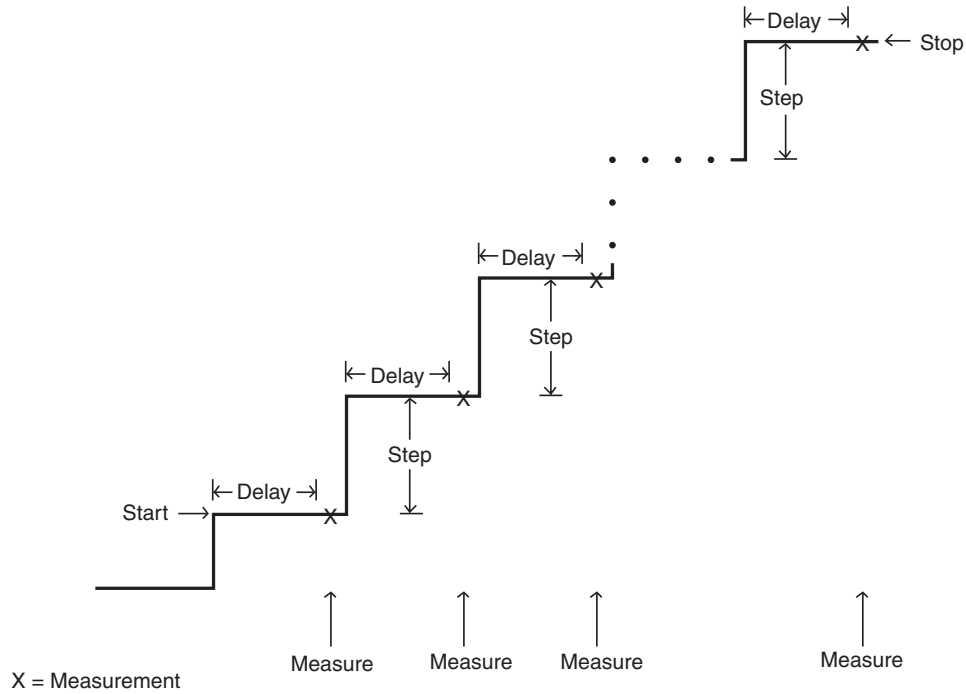 Delay
Stop
Step
Delay
Step
Delay
Step
Delay
Start
X
X
X
X
Measure
Measure
Measure
Measure
X = Measurement